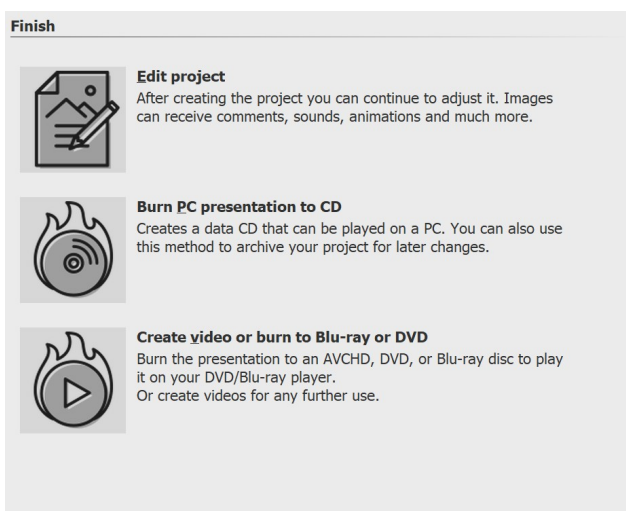 Finish
Edit project
After creating the project you can continue to adjust it. Images
can receive comments, sounds, animations and much more.
Burn PC presentation to CD
Creates a data CD that can be played on a PC. You can also use
this method to archive your project for later changes.
Create video or burn to Blu-ray or DVD
Burn the presentation to an AVCHD, DVD, or Blu-ray disc to play
it on your DVD/Blu-ray player.
Or create videos for any further use.